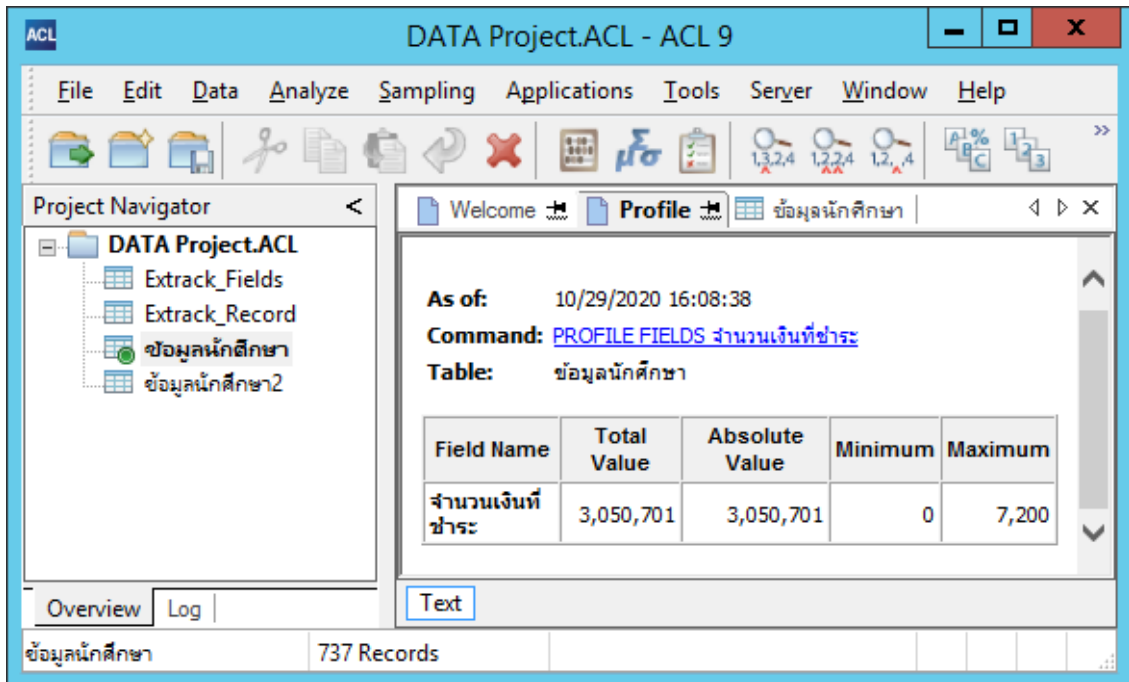 ACL
DATA Project.ACL - ACL 9
File Edit Data Analyze Sampling Applications Tools Server Window Help
Project Navigator
DATA Project.ACL
Extrack_Fields
Extrack_Record
ข้อมูลนักศึกษา
ข้อมูลนักศึกษา2
Overview Log
Welcome Profile ข้อมูลนักศึกษา
As of: 10/29/2020 16:08:38
Command: PROFILE FIELDS จำนวนเงินที่ชำระ
Table: ข้อมูลนักศึกษา
Field Name Total Value Absolute Value Minimum Maximum
จำนวนเงินที่ชำระ 3,050,701 3,050,701 0 7,200
Text
ข้อมูลนักศึกษา 737 Records